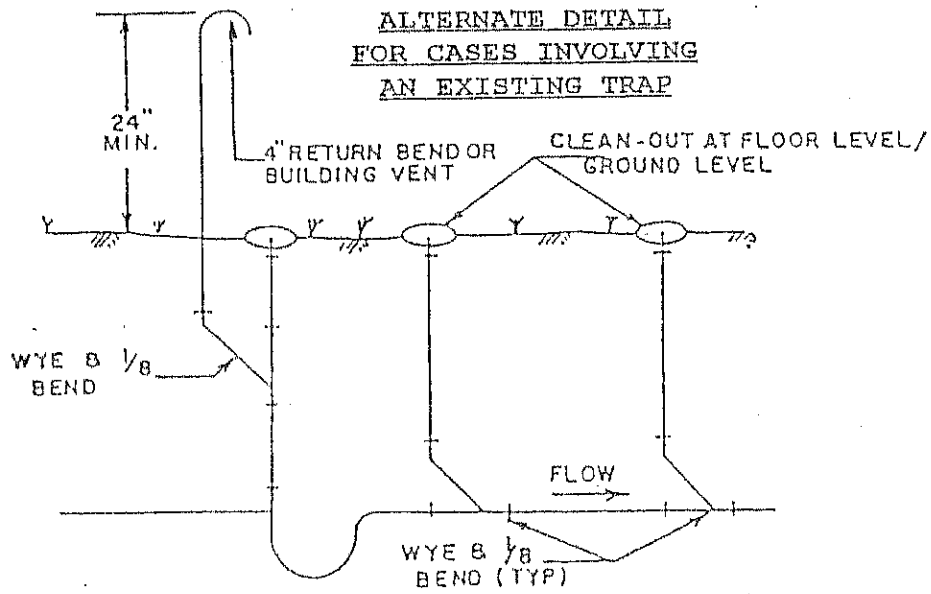 ALTERNATE DETAIL
FOR CASES INVOLVING
AN EXISTING TRAP
24"
MIN.
4" RETURN BEND OR
BUILDING VENT
CLEAN-OUT AT FLOOR LEVEL/
GROUND LEVEL
WYE & 1/8
BEND
FLOW
WYE & 1/8
BEND (TYP)